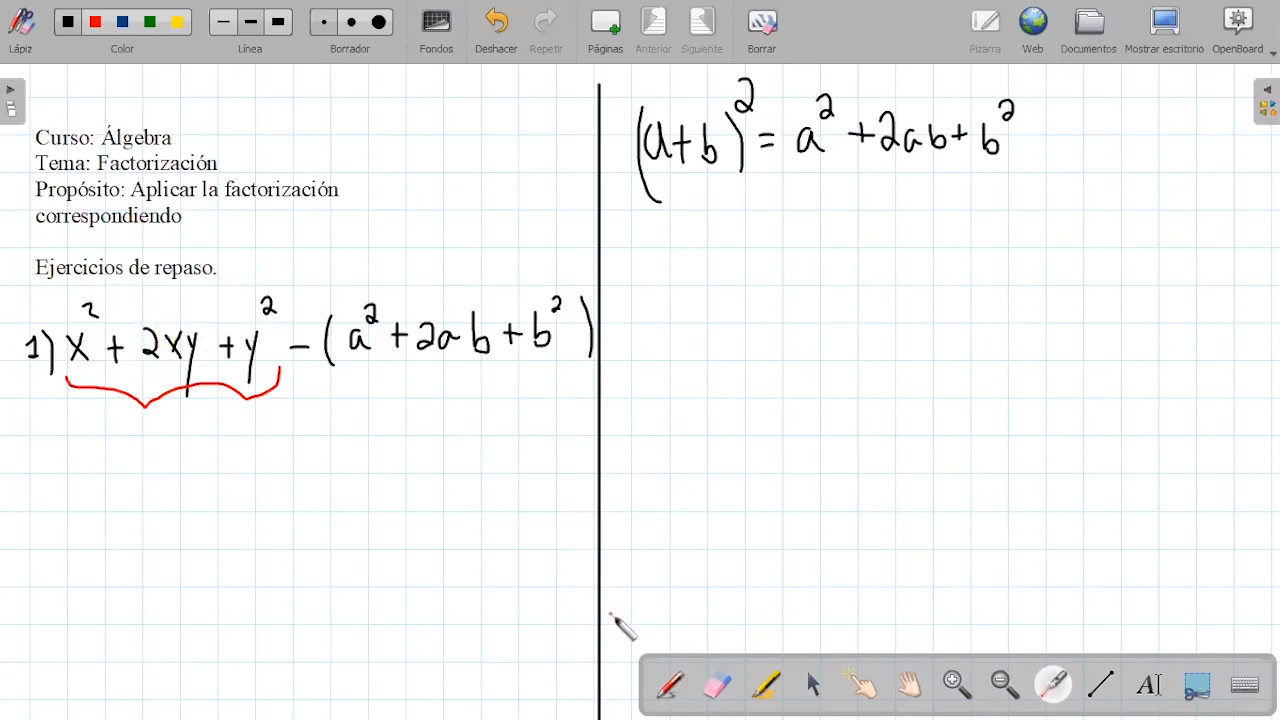 Lápiz Color Línea Borrador Fondos Deshacer Repetir Páginas Anterior Siguiente Borrar Pizarra Web Documentos Mostrar escritorio OpenBoard
Curso: Álgebra
Tema: Factorización
Propósito: Aplicar la factorización
correspondiendo
Ejercicios de repaso.
1) x² + 2xy + y² - (a² + 2ab + b²)
(a+b)² = a² + 2ab + b²